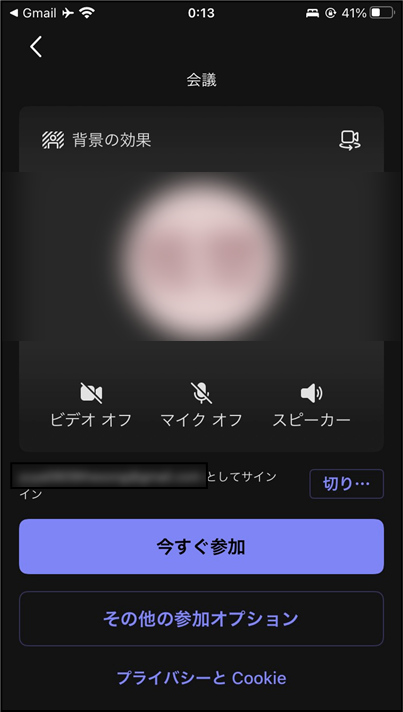 Gmail
0:13
41%
会議
背景の効果
ビデオ オフ
マイク オフ
スピーカー
としてサイン
イン
切り…
今すぐ参加
その他の参加オプション
プライバシーと Cookie